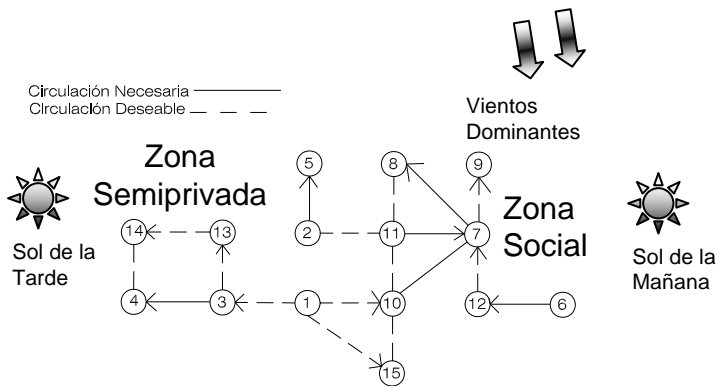 Circulación Necesaria
CIrculación Deseable
Vientos
Dominantes
Zona
Semiprivada
Sol de la
Tarde
Zona
Social
Sol de la
Mañana
5 8 9
14 13 2 11 7
4 3 1 10 12 6
15